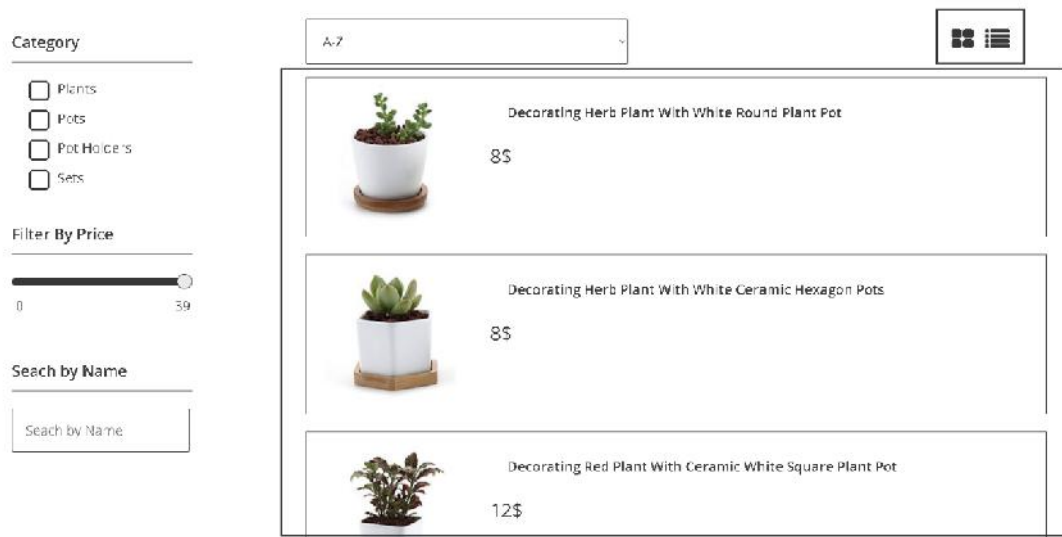 Category
Plants
Pots
Pot Holders
Sets
Filter By Price
0 39
Seach by Name
Seach by Name
A-Z
Decorating Herb Plant With White Round Plant Pot
8$
Decorating Herb Plant With White Ceramic Hexagon Pots
8$
Decorating Red Plant With Ceramic White Square Plant Pot
12$